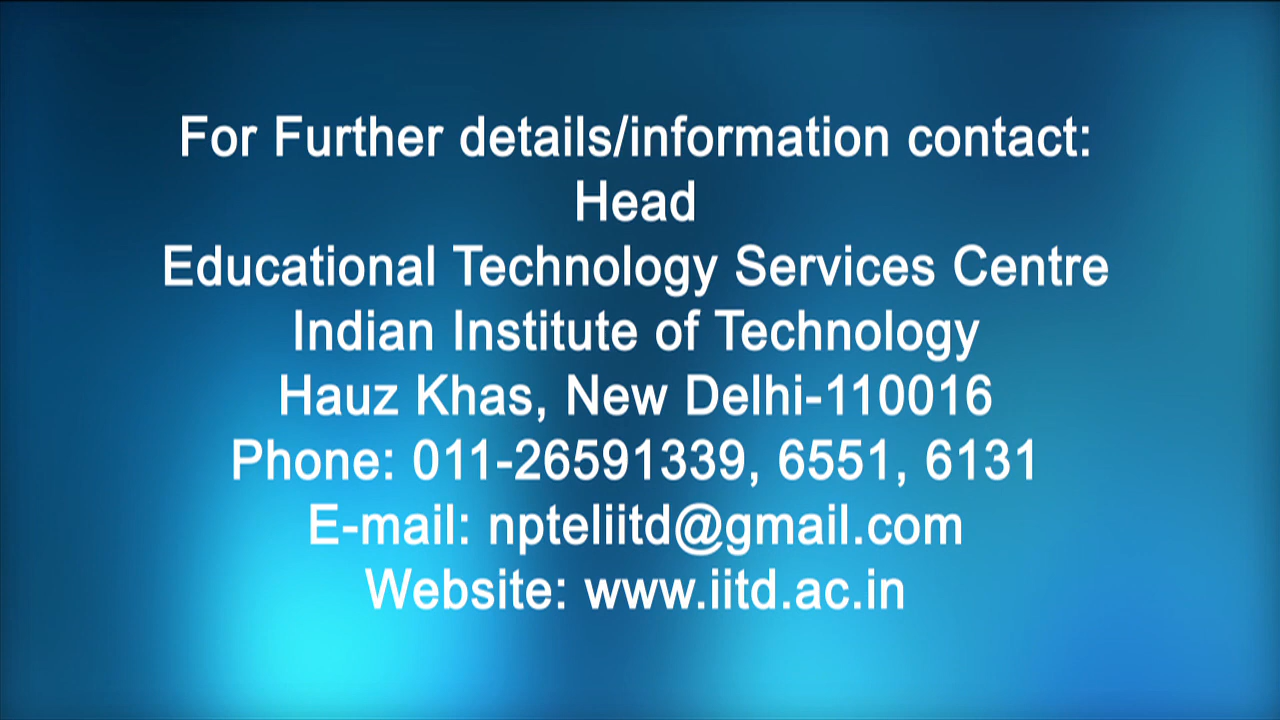 For Further details/information contact:
Head
Educational Technology Services Centre
Indian Institute of Technology
Hauz Khas, New Delhi-110016
Phone: 011-26591339, 6551, 6131
E-mail: npteliitd@gmail.com
Website: www.iitd.ac.in